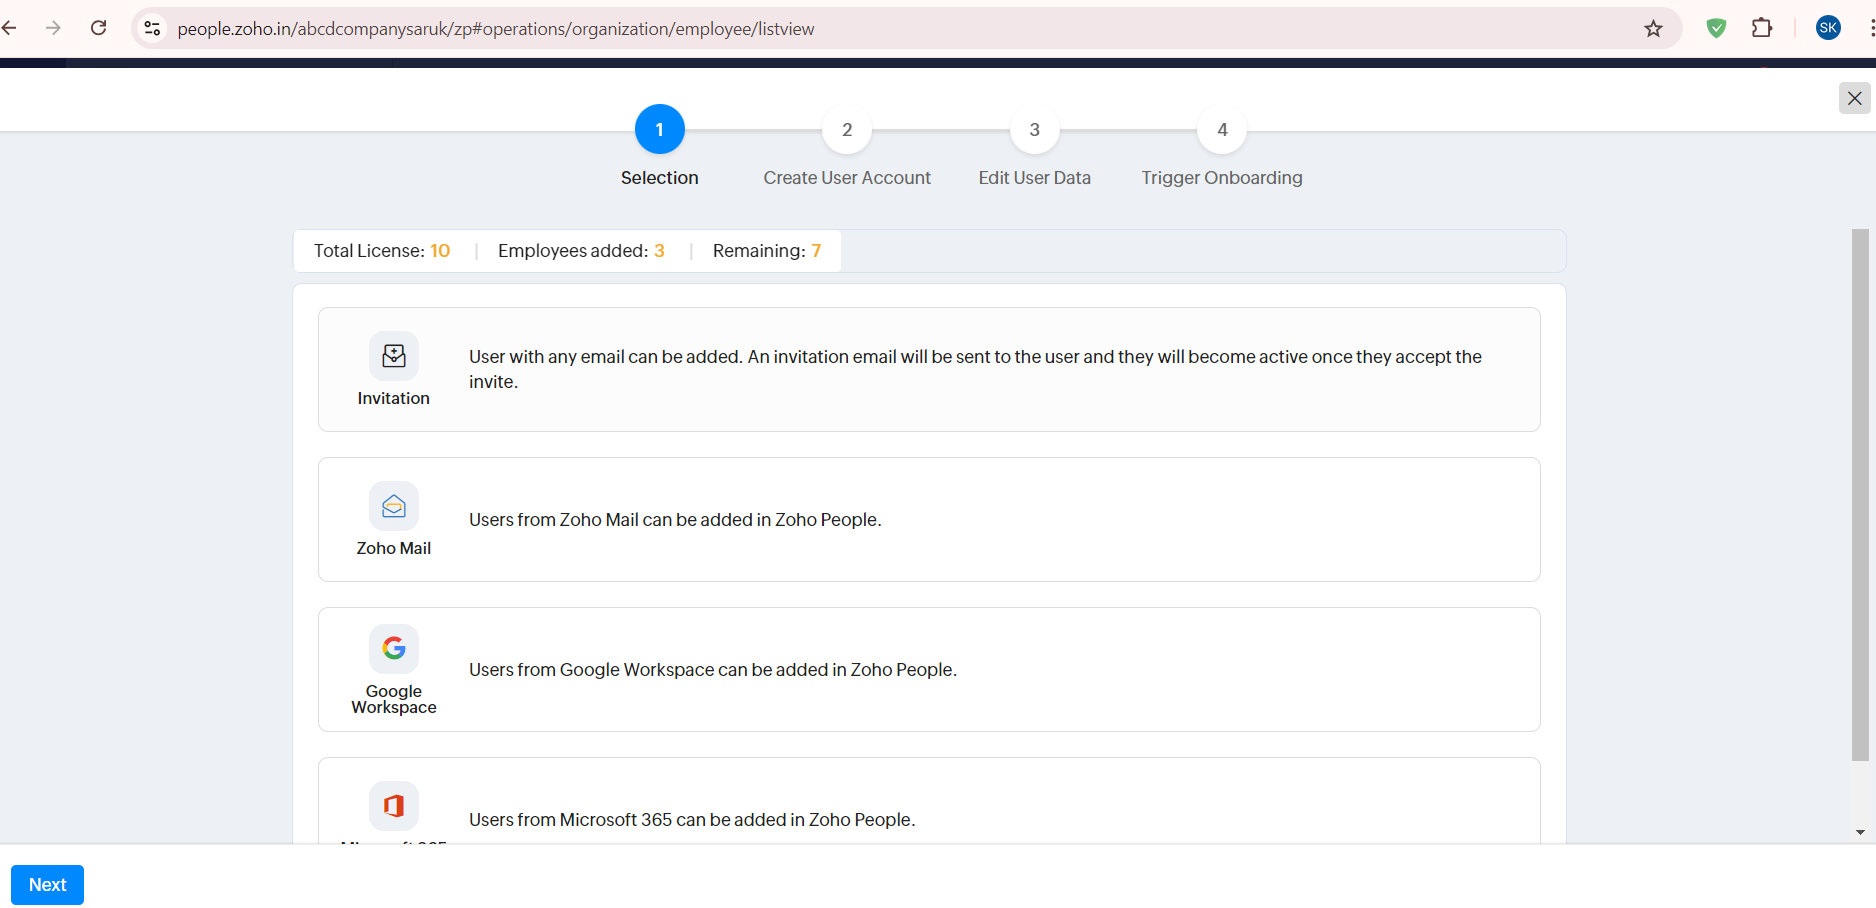 people.zoho.in/abcdcompanysaruk/zp#operations/organization/employee/listview
SK
1 2 3 4
Selection Create User Account Edit User Data Trigger Onboarding
Total License: 10 | Employees added: 3 | Remaining: 7
User with any email can be added. An invitation email will be sent to the user and they will become active once they accept the
invite.
Invitation
Users from Zoho Mail can be added in Zoho People.
Zoho Mail
Users from Google Workspace can be added in Zoho People.
Google
Workspace
Users from Microsoft 365 can be added in Zoho People.
Microsoft 365
Next